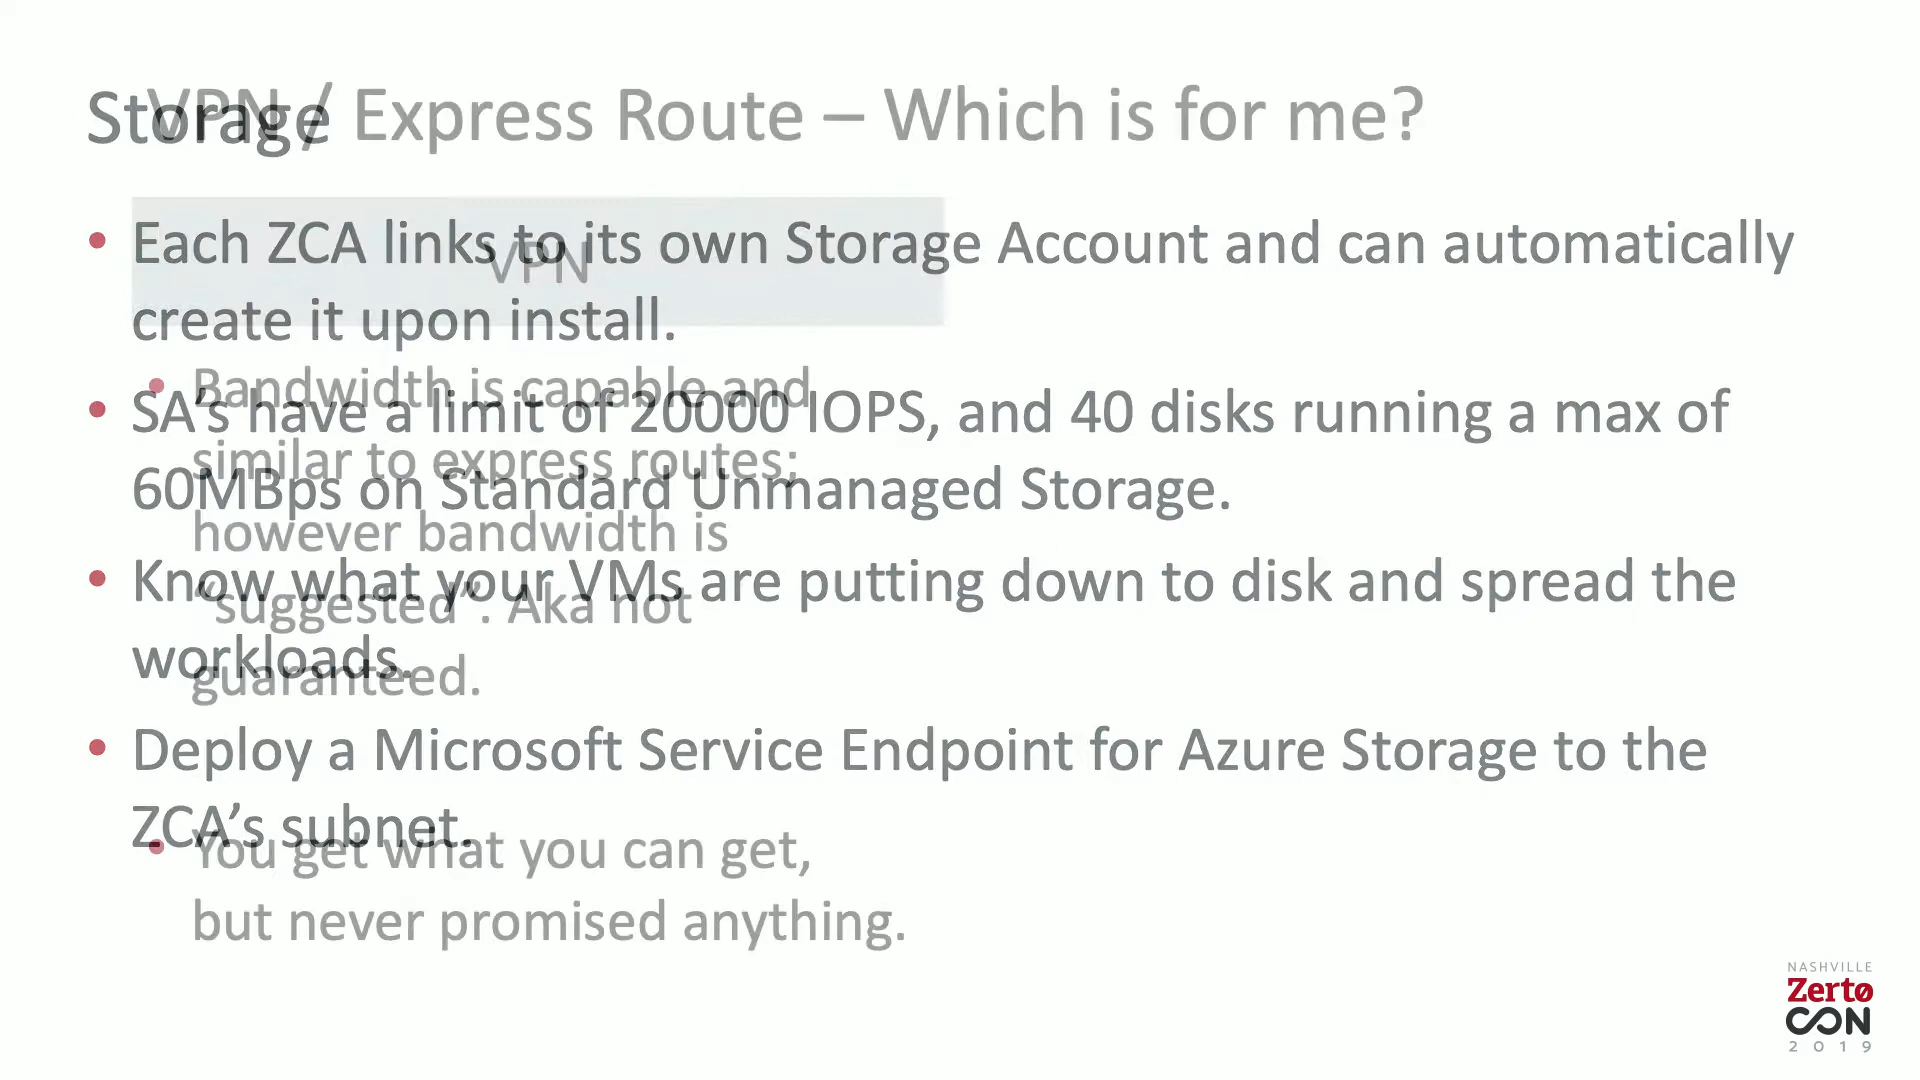 Storage
• Each ZCA links to its own Storage Account and can automatically
create it upon install.
• SA's have a limit of 20000 IOPS, and 40 disks running a max of
60MBps on Standard Unmanaged Storage.
• Know what your VMs are putting down to disk and spread the
workloads.
• Deploy a Microsoft Service Endpoint for Azure Storage to the
ZCA's subnet.
VPN / Express Route – Which is for me?
VPN
• Bandwidth is capable and
similar to express routes;
however bandwidth is
“suggested”. Aka not
guaranteed.
• You get what you can get,
but never promised anything.
NASHVILLE
Zerto
CON
2019